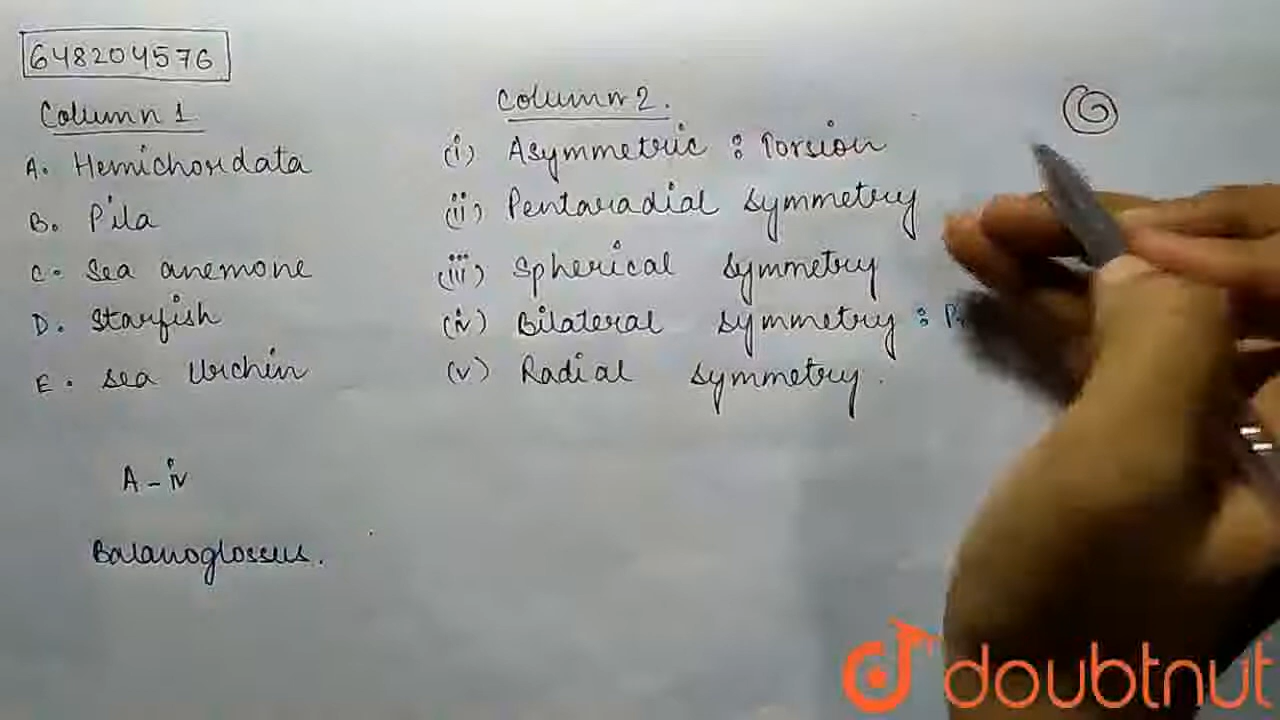 648204576
Column 1
A. Hemichordata
B. Pila
C. Sea anemone
D. Starfish
E. Sea Urchin
Column 2.
(i) Asymmetric : Torsion
(ii) Pentaradial Symmetry
(iii) Spherical Symmetry
(iv) Bilateral Symmetry :
(v) Radial Symmetry.
A - iv
Balanoglossus.
doubtnut